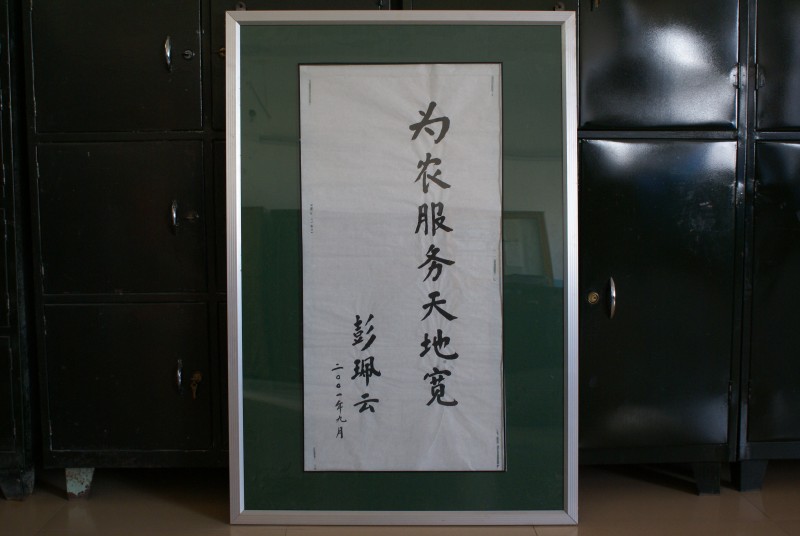 为农服务天地宽
彭珮云
二〇〇一年九月